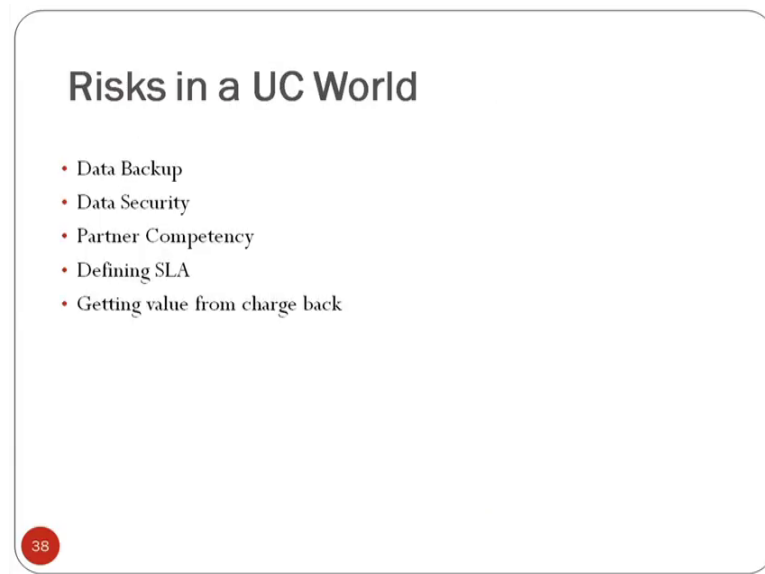 Risks in a UC World
• Data Backup
• Data Security
• Partner Competency
• Defining SLA
• Getting value from charge back
38